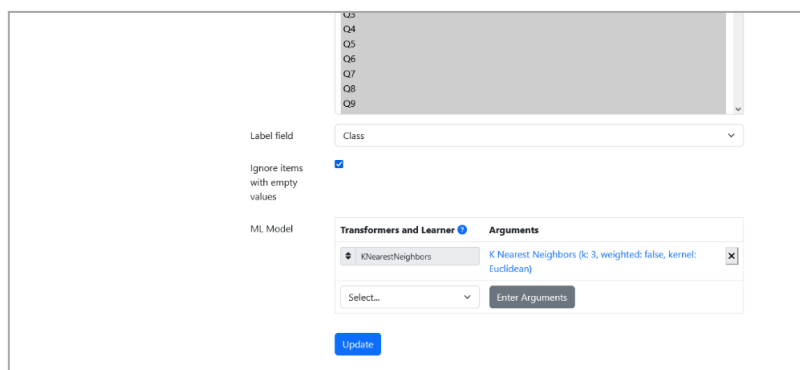 Q3
Q4
Q5
Q6
Q7
Q8
Q9
Label field
Class
Ignore items
with empty
values
ML Model
Transformers and Learner ?
Arguments
KNearestNeighbors
K Nearest Neighbors (k: 3, weighted: false, kernel:
Euclidean)
Select...
Enter Arguments
Update